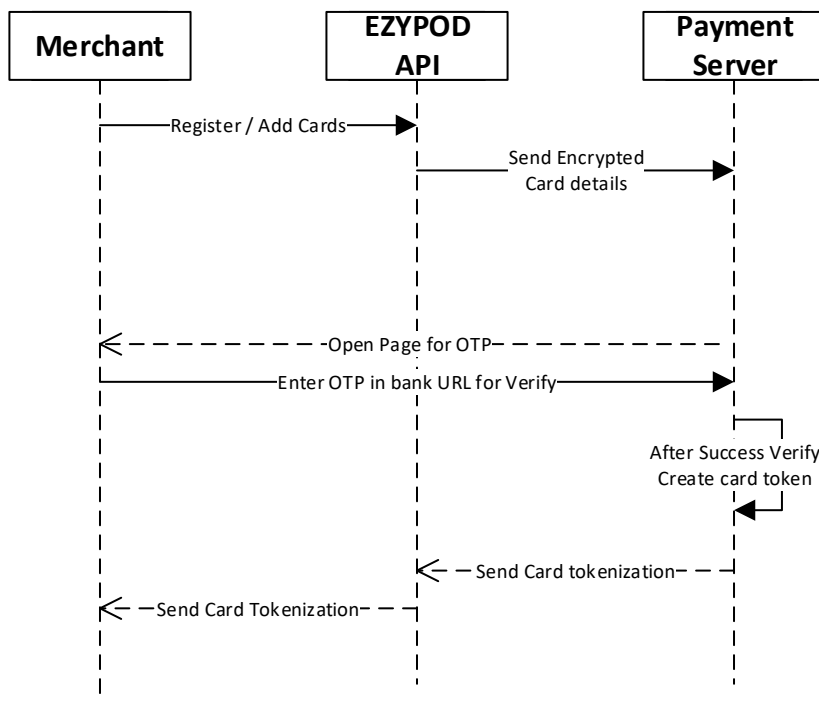 Merchant
EZYPOD
API
Payment
Server
Register / Add Cards
Send Encrypted
Card details
Open Page for OTP
Enter OTP in bank URL for Verify
After Success Verify
Create card token
Send Card tokenization
Send Card Tokenization